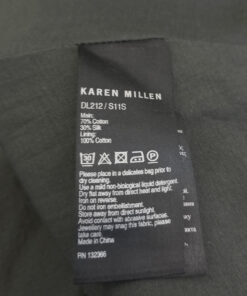 KAREN MILLEN
DL212 / S11S
Main:
70% Cotton
30% Silk
Lining:
100% Cotton
30
Please place in a delicates bag prior to
dry cleaning.
Use a mild non-biological liquid detergent.
Dry flat away from direct heat and light.
Iron on reverse.
Do not iron trim.
Store away from direct sunlight.
Avoid contact with abrasive surfaces.
Jewellery may snag this fabric, please
take care.
Made in China
RN 132366